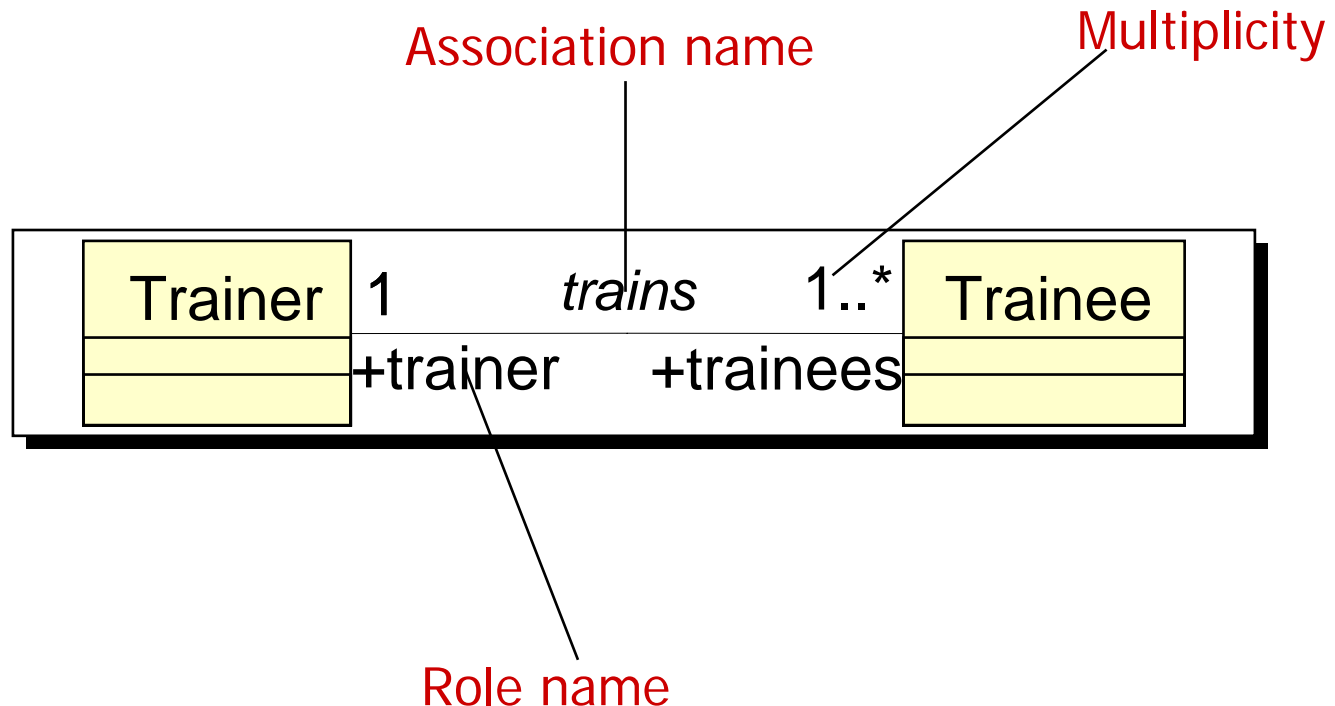 Association name
Multiplicity
Trainer 1 trains 1..* Trainee
+trainer +trainees
Role name